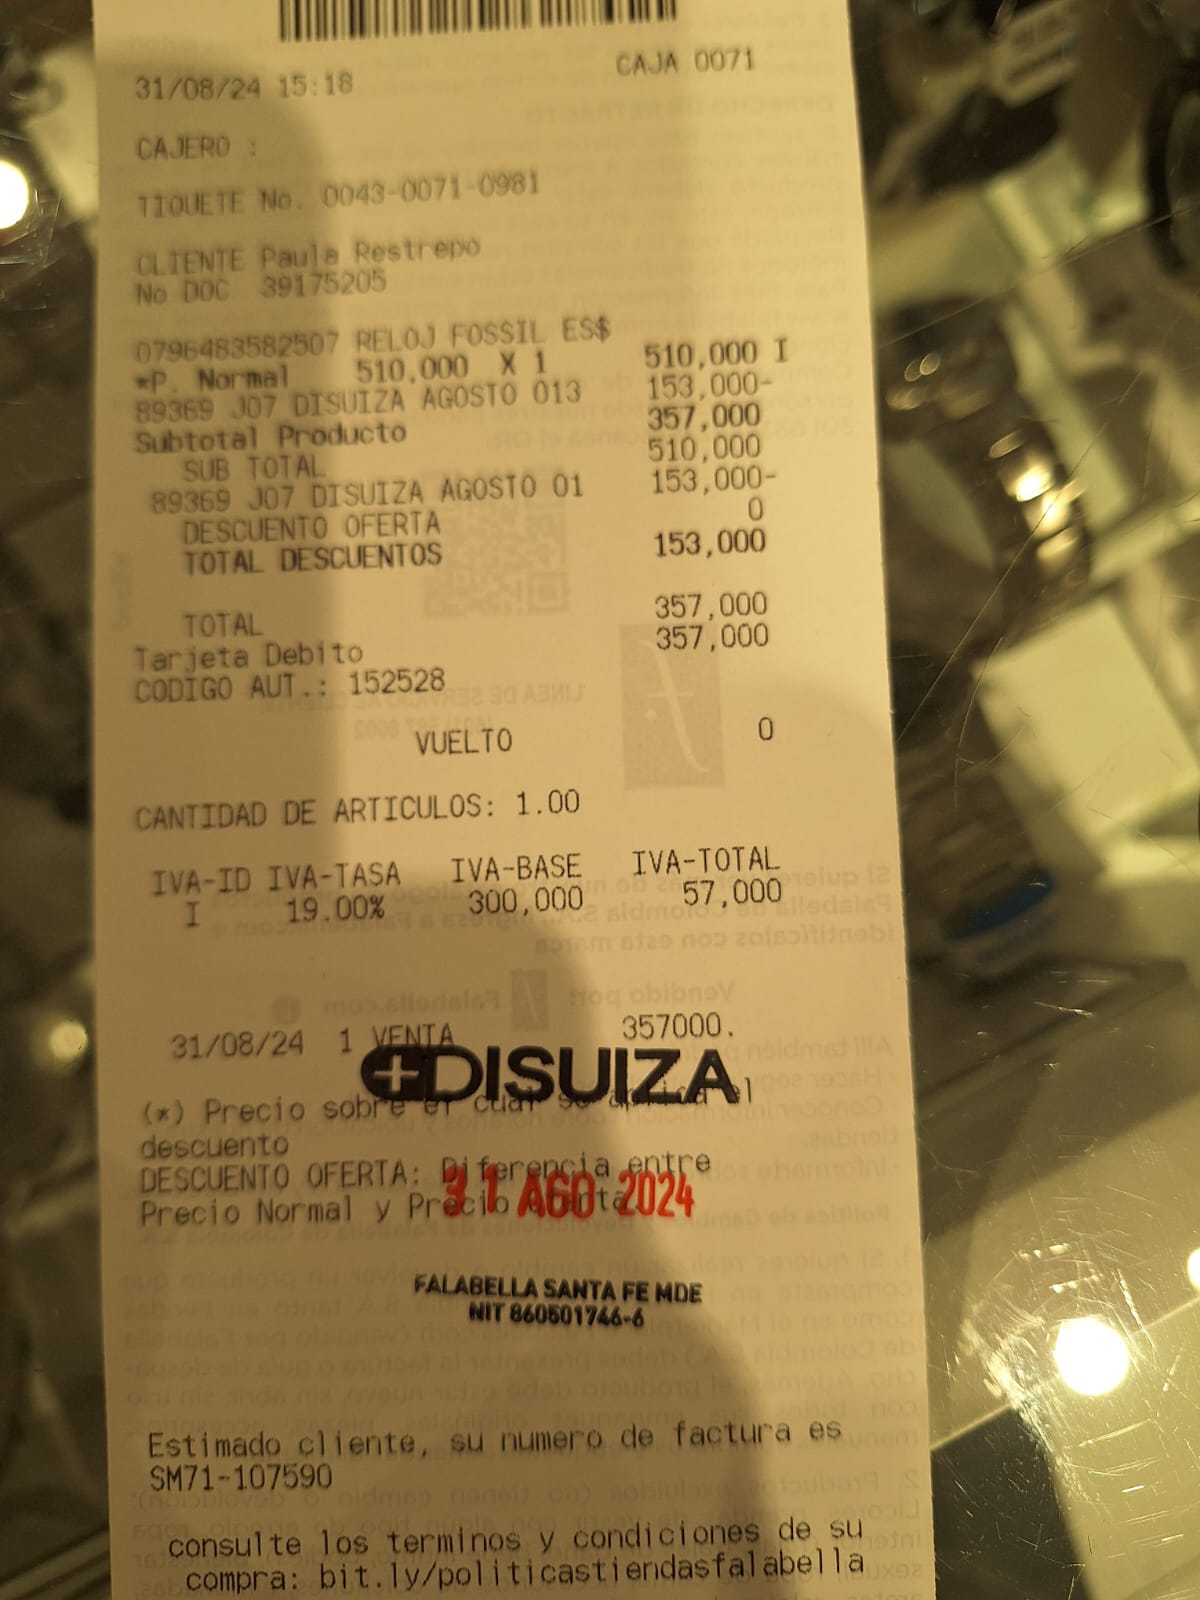 31/08/24 15:18 CAJA 0071
CAJERO :
TIQUETE No. 0043-0071-0981
CLIENTE Paula Restrepo
No DOC 39175205
0796483582507 RELOJ FOSSIL ES$
*P. Normal 510,000 X 1 510,000 I
89369 J07 DISUIZA AGOSTO 013 153,000-
Subtotal Producto 357,000
SUB TOTAL 510,000
89369 J07 DISUIZA AGOSTO 01 153,000-
DESCUENTO OFERTA 0
TOTAL DESCUENTOS 153,000
TOTAL 357,000
Tarjeta Debito 357,000
CODIGO AUT.: 152528
VUELTO 0
CANTIDAD DE ARTICULOS: 1.00
IVA-ID IVA-TASA IVA-BASE IVA-TOTAL
I 19.00% 300,000 57,000
31/08/24 1 VENTA 357000.
DISUIZA
(*) Precio sobre el cual se aplica el
descuento
DESCUENTO OFERTA: Diferencia entre
Precio Normal y Precio Oferta
31 AGO 2024
FALABELLA SANTA FE MDE
NIT 860501746-6
Estimado cliente, su numero de factura es
SM71-107590
consulte los terminos y condiciones de su
compra: bit.ly/politicastiendasfalabella